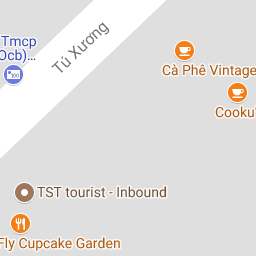 Tmcp
Ocb)...
Tú Xương
Cà Phê Vintage
Cooku'
TST tourist - Inbound
Fly Cupcake Garden